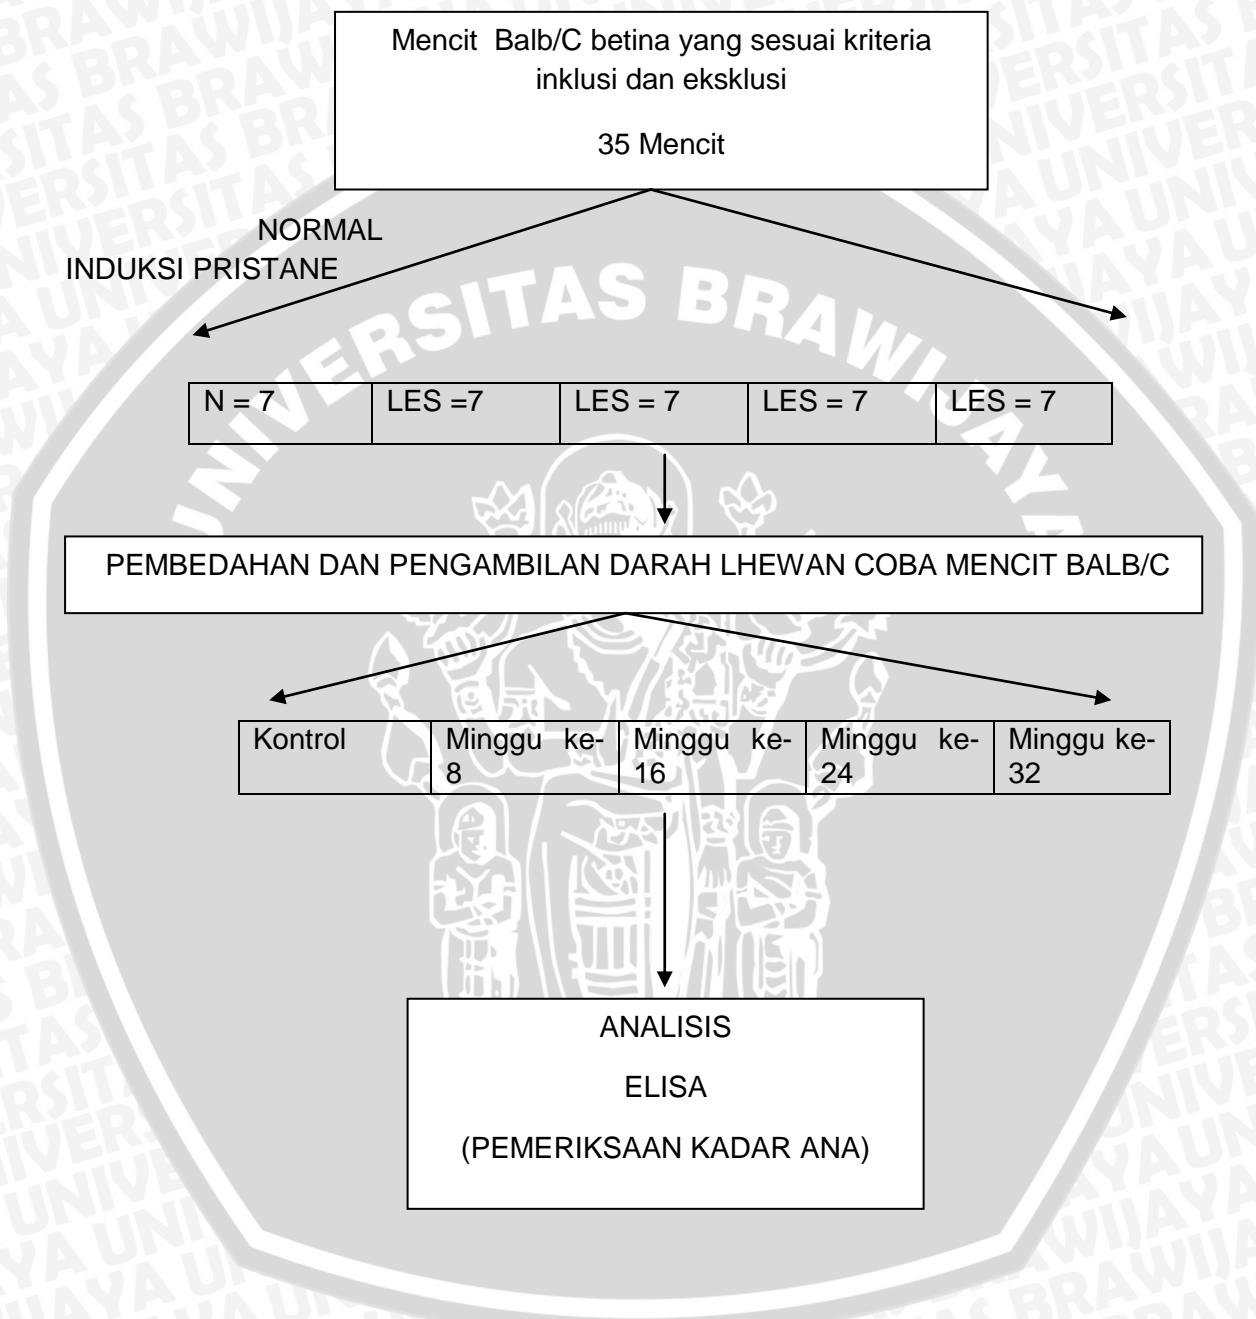 Mencit Balb/C betina yang sesuai kriteria
inklusi dan eksklusi
35 Mencit
NORMAL
INDUKSI PRISTANE
UNIVERSITAS BRAWIJAYA
N = 7 LES =7 LES = 7 LES = 7 LES = 7
PEMBEDAHAN DAN PENGAMBILAN DARAH LHEWAN COBA MENCIT BALB/C
Kontrol Minggu ke- Minggu ke- Minggu ke- Minggu ke-
8 16 24 32
ANALISIS
ELISA
(PEMERIKSAAN KADAR ANA)